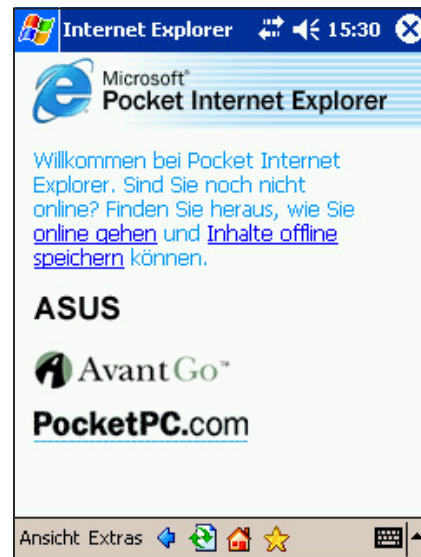 Internet Explorer 15:30
Microsoft®
Pocket Internet Explorer
Willkommen bei Pocket Internet
Explorer. Sind Sie noch nicht
online? Finden Sie heraus, wie Sie
online gehen und Inhalte offline
speichern können.
ASUS
AvantGo™
PocketPC.com
Ansicht Extras